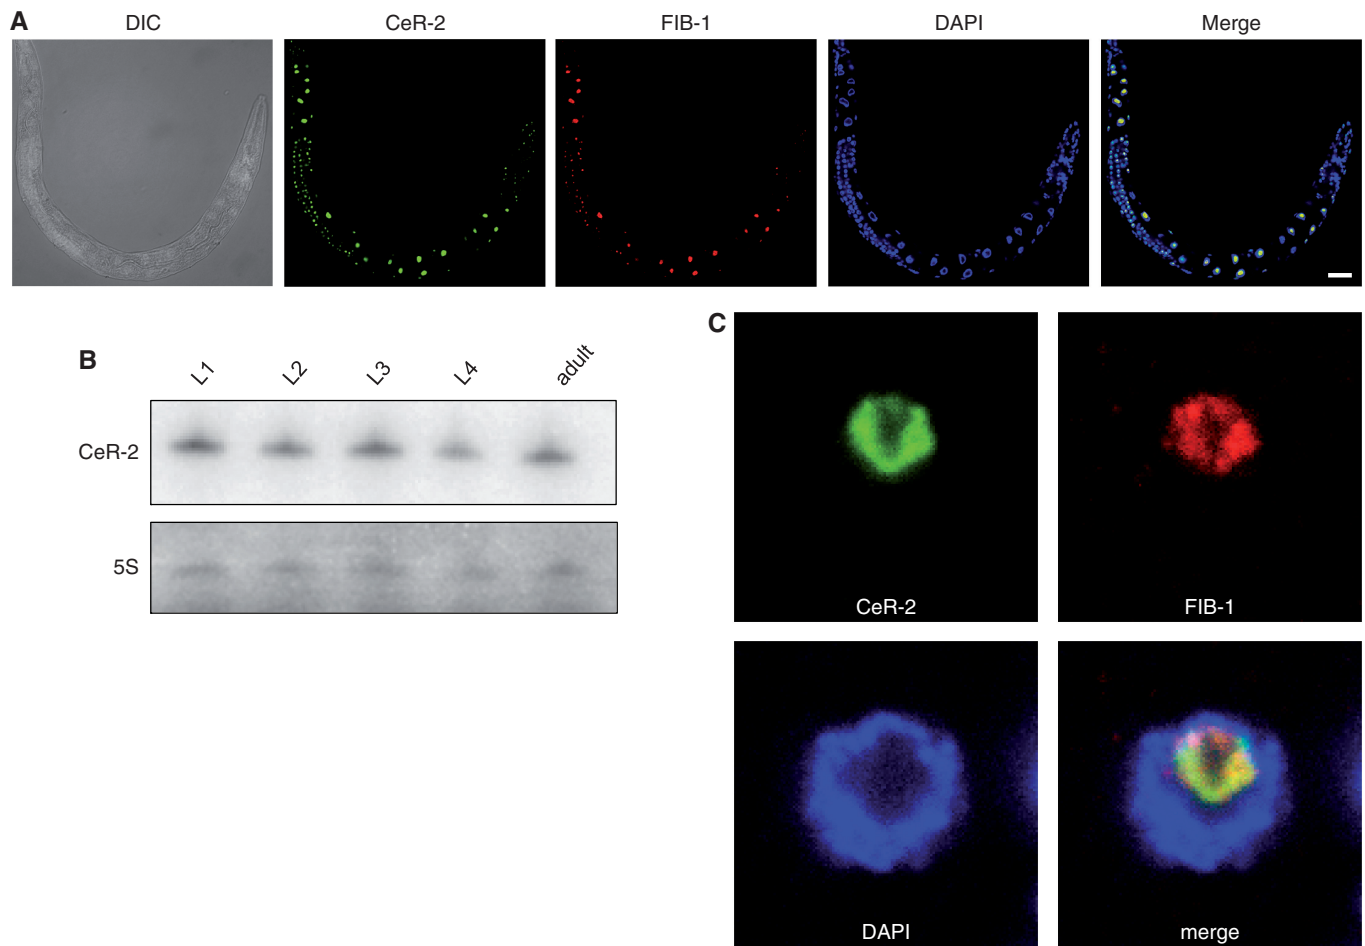 A
DIC CeR-2 FIB-1 DAPI Merge
B
L1 L2 L3 L4 adult
CeR-2
5S
C
CeR-2 FIB-1
DAPI merge